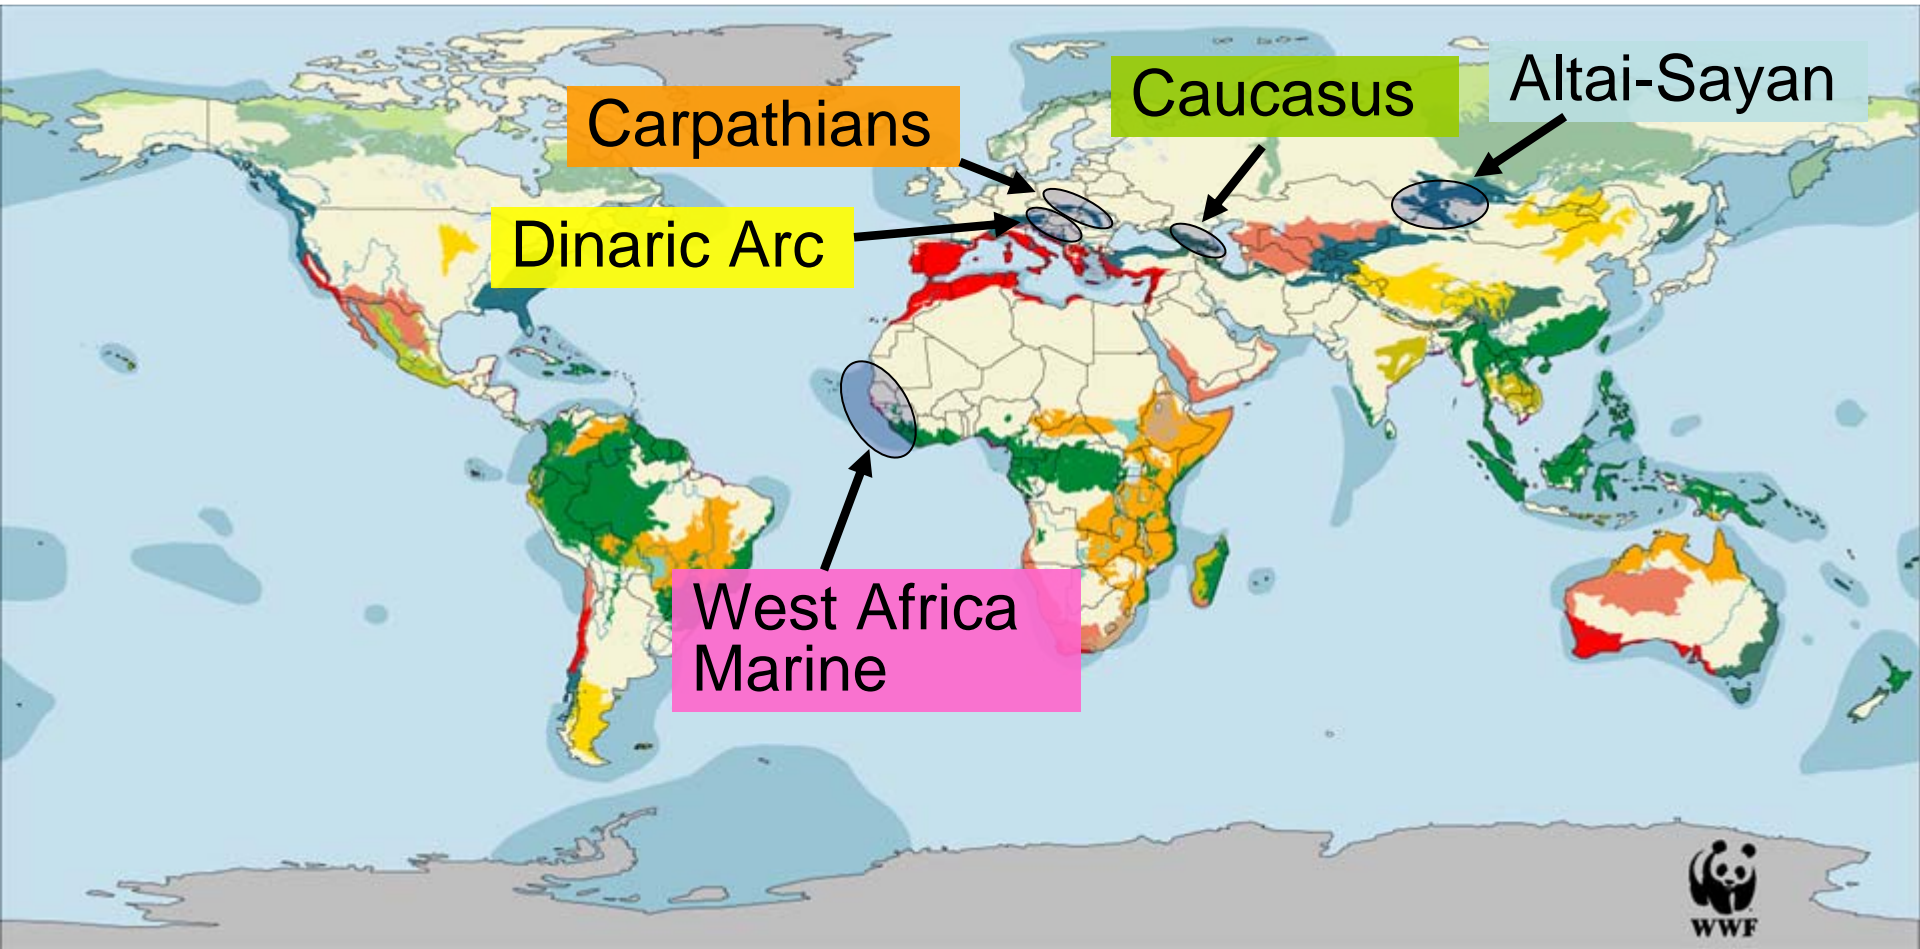 Carpathians
Caucasus
Altai-Sayan
Dinaric Arc
West Africa
Marine
WWF